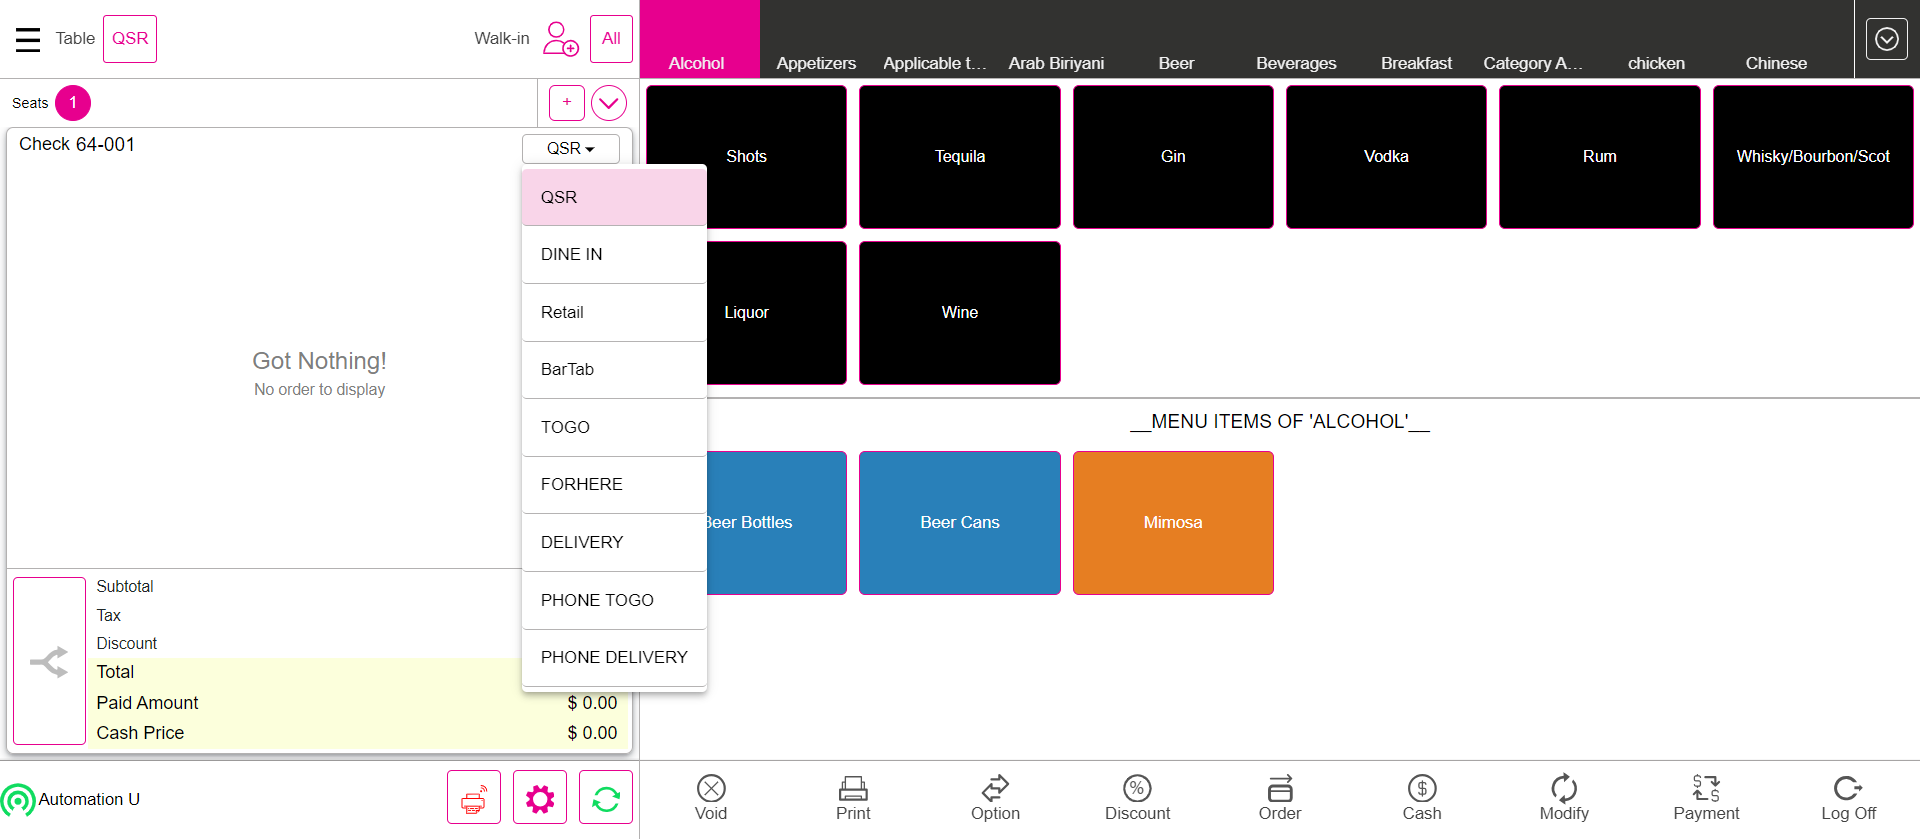 Table
QSR
Walk-in
All
Alcohol
Appetizers
Applicable t...
Arab Biriyani
Beer
Beverages
Breakfast
Category A...
chicken
Chinese
Seats
1
+
Check 64-001
QSR
QSR
DINE IN
Retail
BarTab
TOGO
FORHERE
DELIVERY
PHONE TOGO
PHONE DELIVERY
Got Nothing!
No order to display
Subtotal
Tax
Discount
Total
Paid Amount
$ 0.00
Cash Price
$ 0.00
Shots
Tequila
Gin
Vodka
Rum
Whisky/Bourbon/Scot
Liquor
Wine
__MENU ITEMS OF 'ALCOHOL'__
Beer Bottles
Beer Cans
Mimosa
Automation U
Void
Print
Option
Discount
Order
Cash
Modify
Payment
Log Off